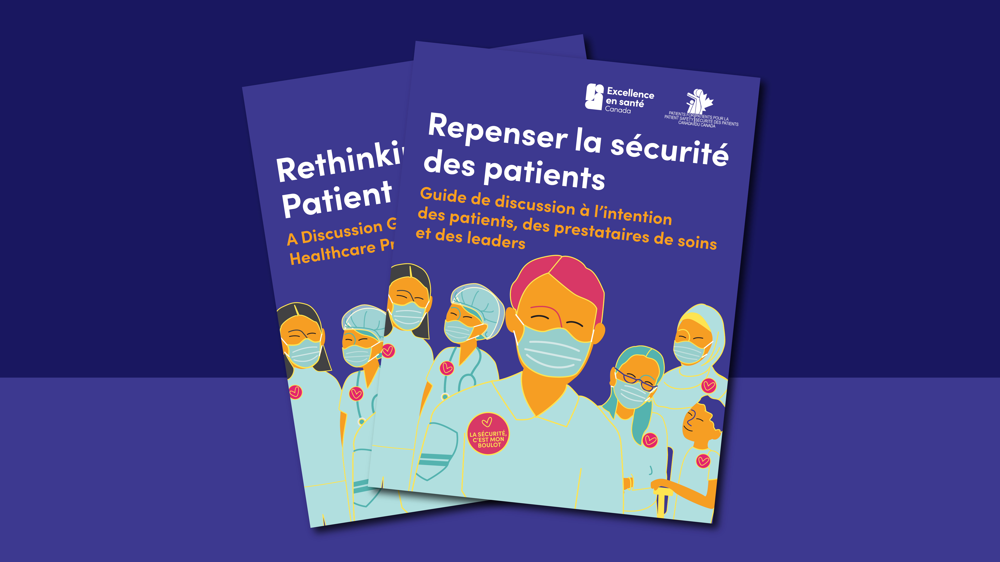 Rethinki
Patient
A Discussion G
Healthcare Pr
Excellence
en santé
Canada
PATIENTS FOR PATIENTS POUR LA
PATIENT SAFETY SÉCURITÉ DES PATIENTS
CANADA DU CANADA
Repenser la sécurité
des patients
Guide de discussion à l'intention
des patients, des prestataires de soins
et des leaders
LA SÉCURITÉ,
C'EST MON
BOULOT